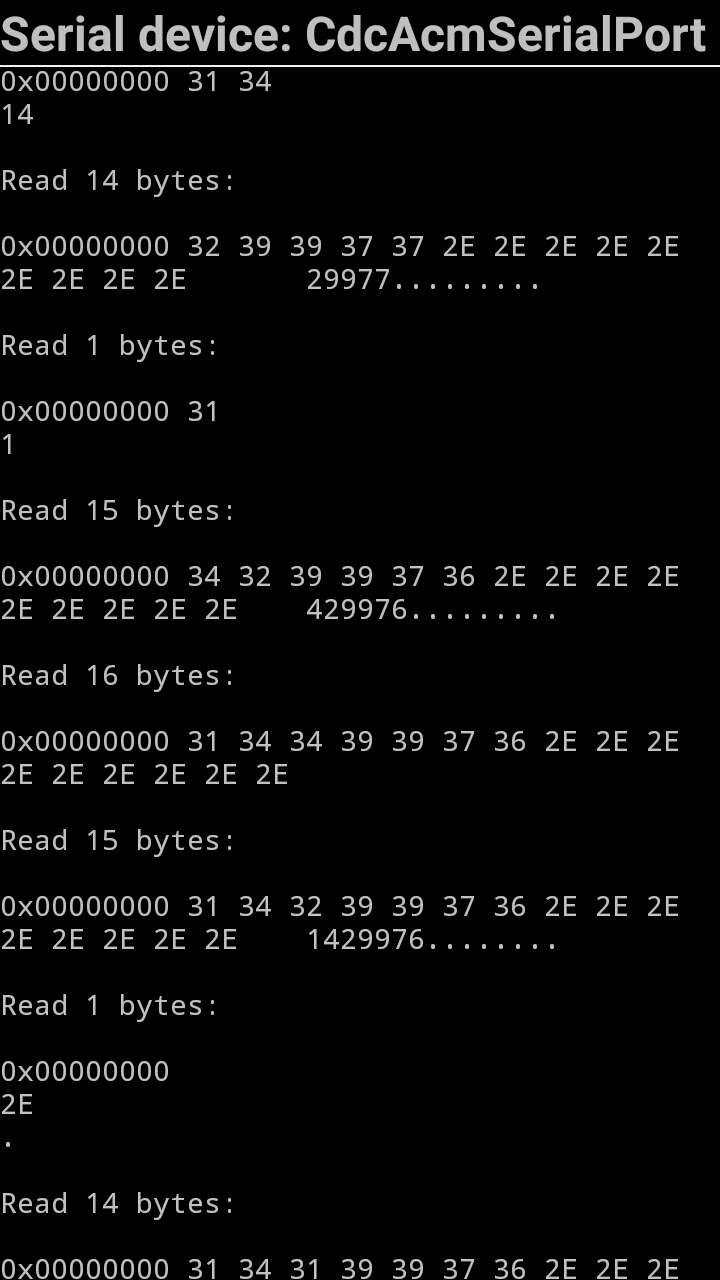 Serial device: CdcAcmSerialPort
0x00000000 31 34
14
Read 14 bytes:
0x00000000 32 39 39 37 37 2E 2E 2E 2E 2E
2E 2E 2E 2E 29977.........
Read 1 bytes:
0x00000000 31
1
Read 15 bytes:
0x00000000 34 32 39 39 37 36 2E 2E 2E 2E
2E 2E 2E 2E 2E 429976.........
Read 16 bytes:
0x00000000 31 34 34 39 39 37 36 2E 2E 2E
2E 2E 2E 2E 2E 2E
Read 15 bytes:
0x00000000 31 34 32 39 39 37 36 2E 2E 2E
2E 2E 2E 2E 2E 1429976........
Read 1 bytes:
0x00000000
2E
.
Read 14 bytes:
0x00000000 31 34 31 39 39 37 36 2E 2E 2E